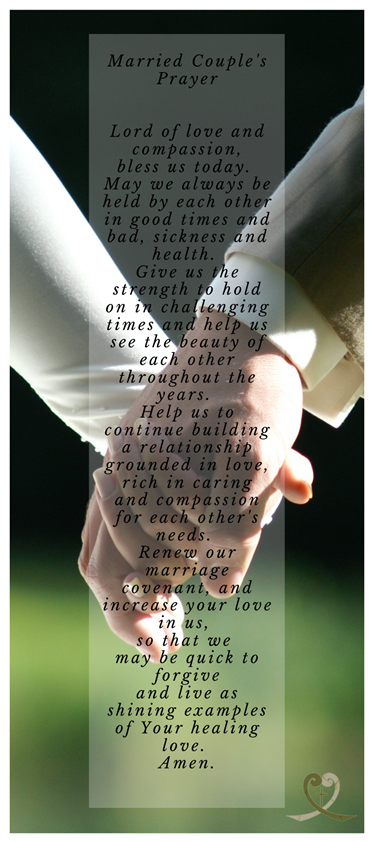 Married Couple's
Prayer
Lord of love and
compassion,
bless us today.
May we always be
held by each other
in good times and
bad, sickness and
health.
Give us the
strength to hold
on in challenging
times and help us
see the beauty of
each other
throughout the
years.
Help us to
continue building
a relationship
grounded in love,
rich in caring
and compassion
for each other's
needs.
Renew our
marriage
covenant, and
increase your love
in us,
so that we
may be quick to
forgive
and live as
shining examples
of Your healing
love.
Amen.